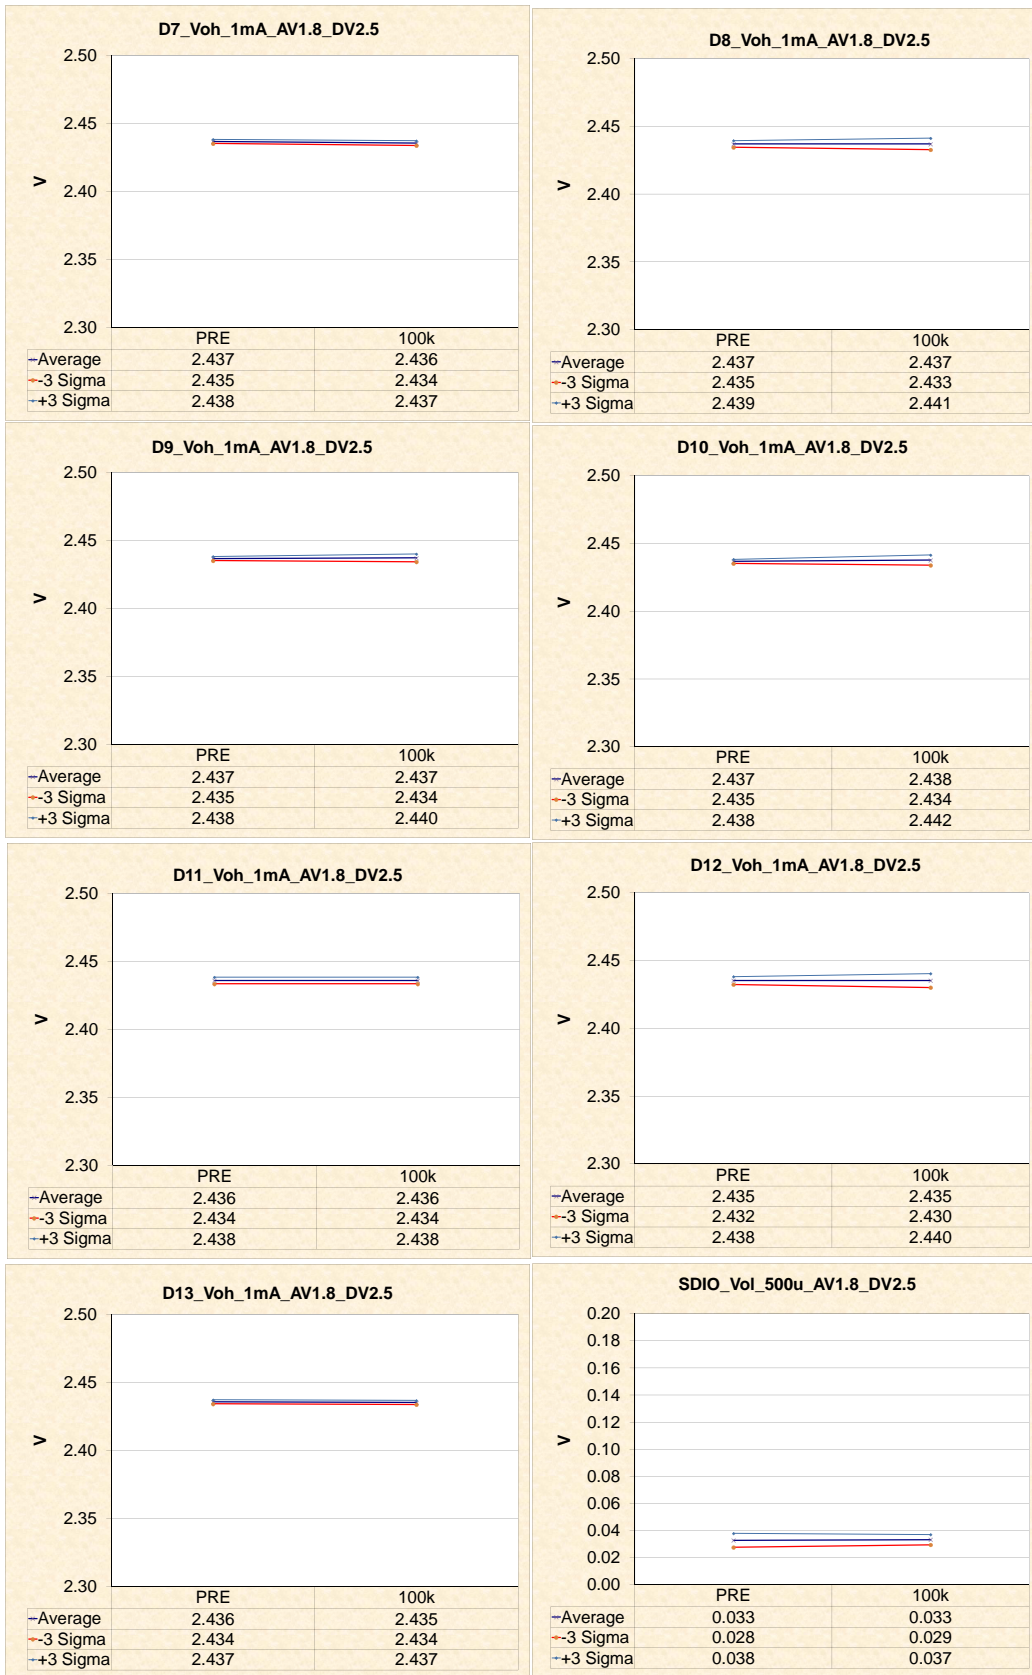 D7_Voh_1mA_AV1.8_DV2.5
2.50
2.45
2.40
2.35
2.30
V
PRE 100k
Average 2.437 2.436
-3 Sigma 2.435 2.434
+3 Sigma 2.438 2.437
D8_Voh_1mA_AV1.8_DV2.5
2.50
2.45
2.40
2.35
2.30
V
PRE 100k
Average 2.437 2.437
-3 Sigma 2.435 2.433
+3 Sigma 2.439 2.441
D9_Voh_1mA_AV1.8_DV2.5
2.50
2.45
2.40
2.35
2.30
V
PRE 100k
Average 2.437 2.437
-3 Sigma 2.435 2.434
+3 Sigma 2.438 2.440
D10_Voh_1mA_AV1.8_DV2.5
2.50
2.45
2.40
2.35
2.30
V
PRE 100k
Average 2.437 2.438
-3 Sigma 2.435 2.434
+3 Sigma 2.438 2.442
D11_Voh_1mA_AV1.8_DV2.5
2.50
2.45
2.40
2.35
2.30
V
PRE 100k
Average 2.436 2.436
-3 Sigma 2.434 2.434
+3 Sigma 2.438 2.438
D12_Voh_1mA_AV1.8_DV2.5
2.50
2.45
2.40
2.35
2.30
V
PRE 100k
Average 2.435 2.435
-3 Sigma 2.432 2.430
+3 Sigma 2.438 2.440
D13_Voh_1mA_AV1.8_DV2.5
2.50
2.45
2.40
2.35
2.30
V
PRE 100k
Average 2.436 2.435
-3 Sigma 2.434 2.434
+3 Sigma 2.437 2.437
SDIO_Vol_500u_AV1.8_DV2.5
0.20
0.18
0.16
0.14
0.12
0.10
0.08
0.06
0.04
0.02
0.00
V
PRE 100k
Average 0.033 0.033
-3 Sigma 0.028 0.029
+3 Sigma 0.038 0.037